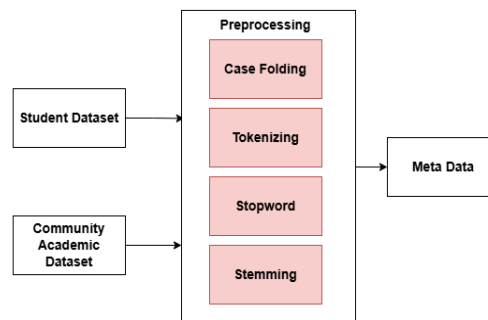 Preprocessing
Case Folding
Student Dataset
Tokenizing
Meta Data
Stopword
Community
Academic
Dataset
Stemming